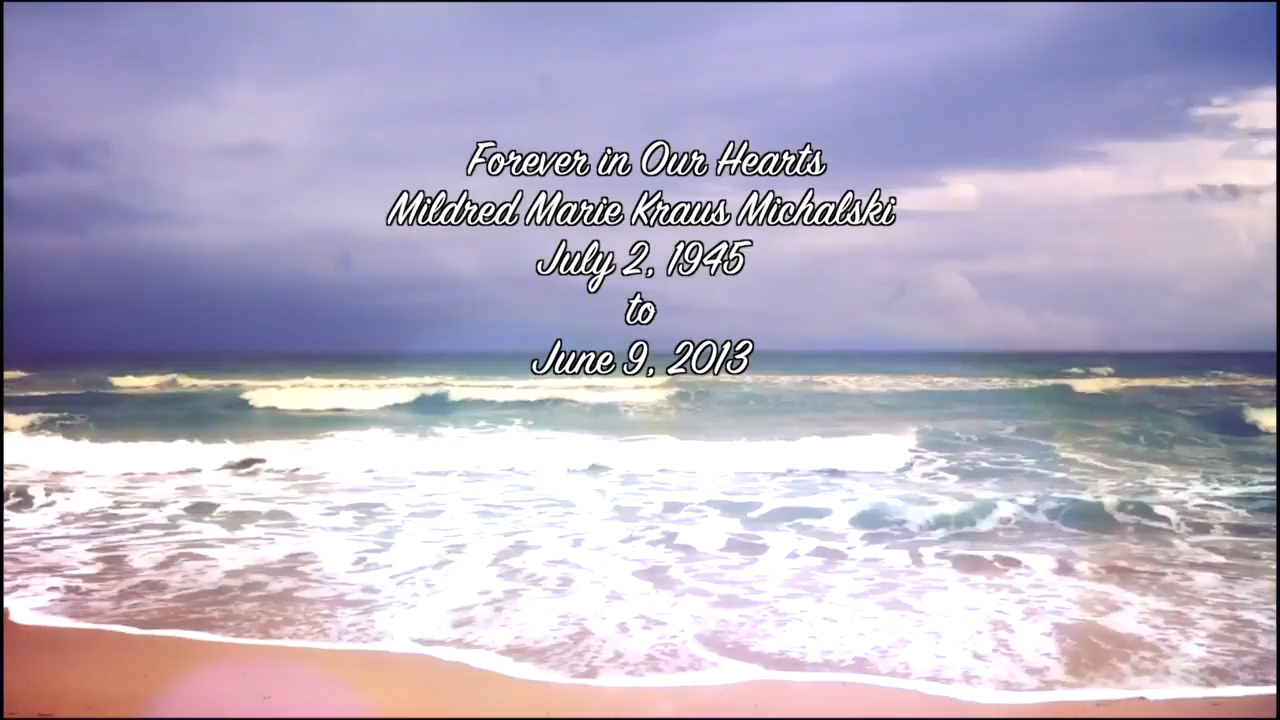 Forever in Our Hearts
Mildred Marie Kraus Michalski
July 2, 1945
to
June 9, 2013